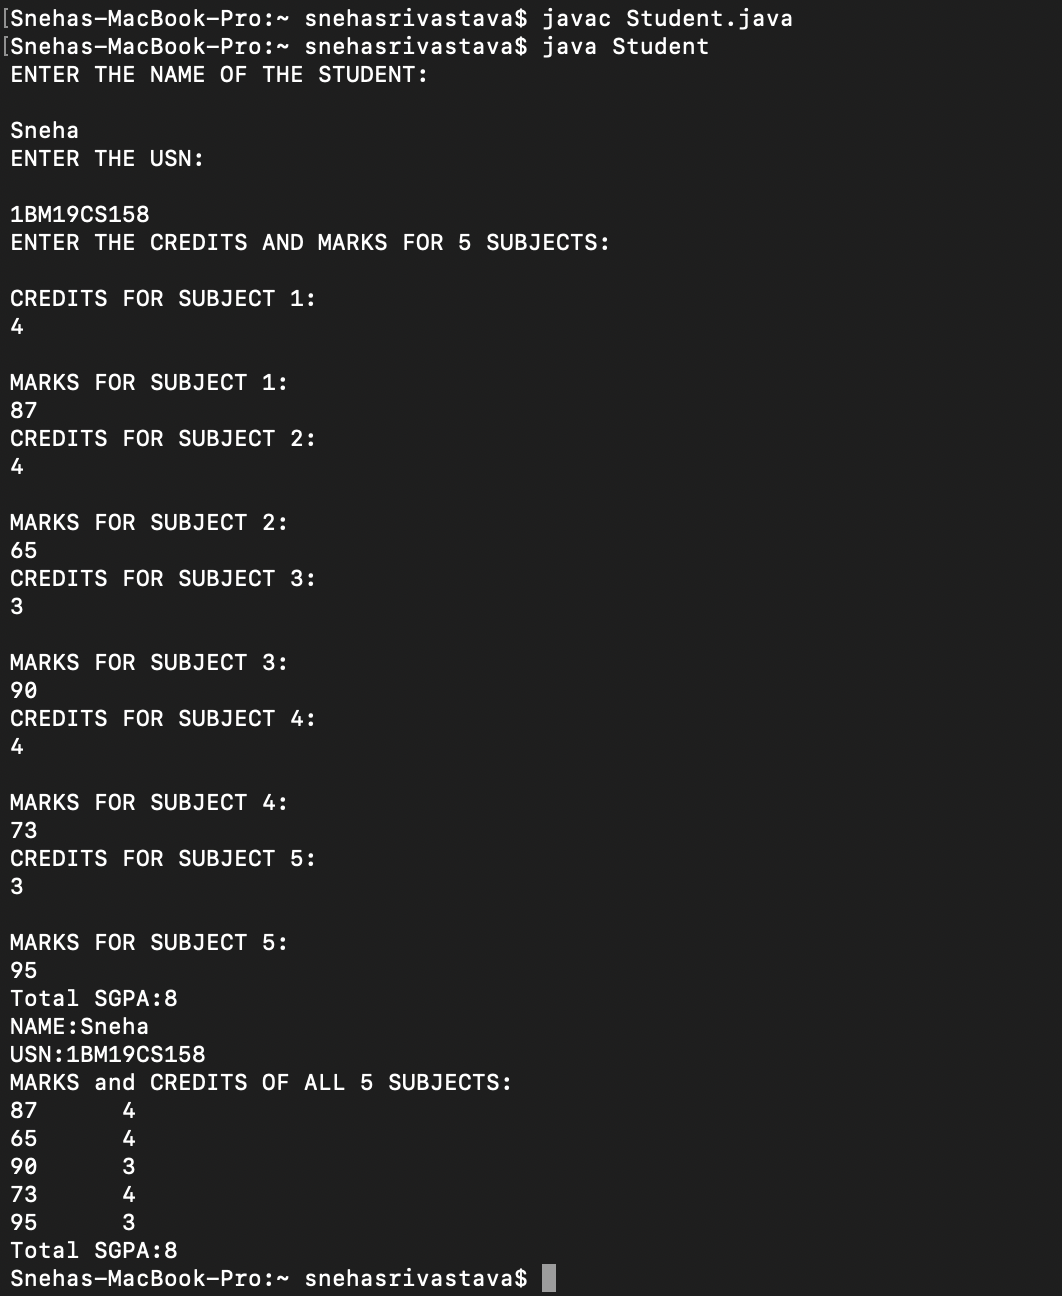 [Snehas-MacBook-Pro:~ snehasrivastava$ javac Student.java
[Snehas-MacBook-Pro:~ snehasrivastava$ java Student
ENTER THE NAME OF THE STUDENT:
Sneha
ENTER THE USN:
1BM19CS158
ENTER THE CREDITS AND MARKS FOR 5 SUBJECTS:
CREDITS FOR SUBJECT 1:
4
MARKS FOR SUBJECT 1:
87
CREDITS FOR SUBJECT 2:
4
MARKS FOR SUBJECT 2:
65
CREDITS FOR SUBJECT 3:
3
MARKS FOR SUBJECT 3:
90
CREDITS FOR SUBJECT 4:
4
MARKS FOR SUBJECT 4:
73
CREDITS FOR SUBJECT 5:
3
MARKS FOR SUBJECT 5:
95
Total SGPA:8
NAME:Sneha
USN:1BM19CS158
MARKS and CREDITS OF ALL 5 SUBJECTS:
87      4
65      4
90      3
73      4
95      3
Total SGPA:8
Snehas-MacBook-Pro:~ snehasrivastava$